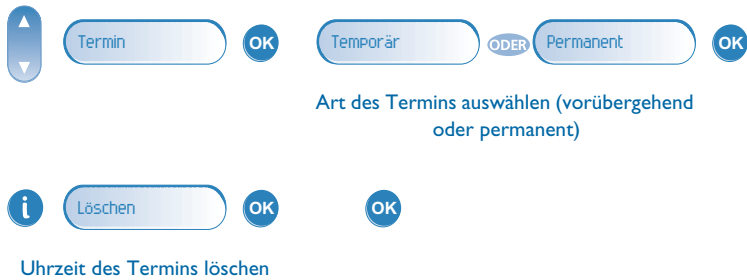 Termin OK Temporär ODER Permanent OK
Art des Termins auswählen (vorübergehend
oder permanent)
i Löschen OK OK
Uhrzeit des Termins löschen